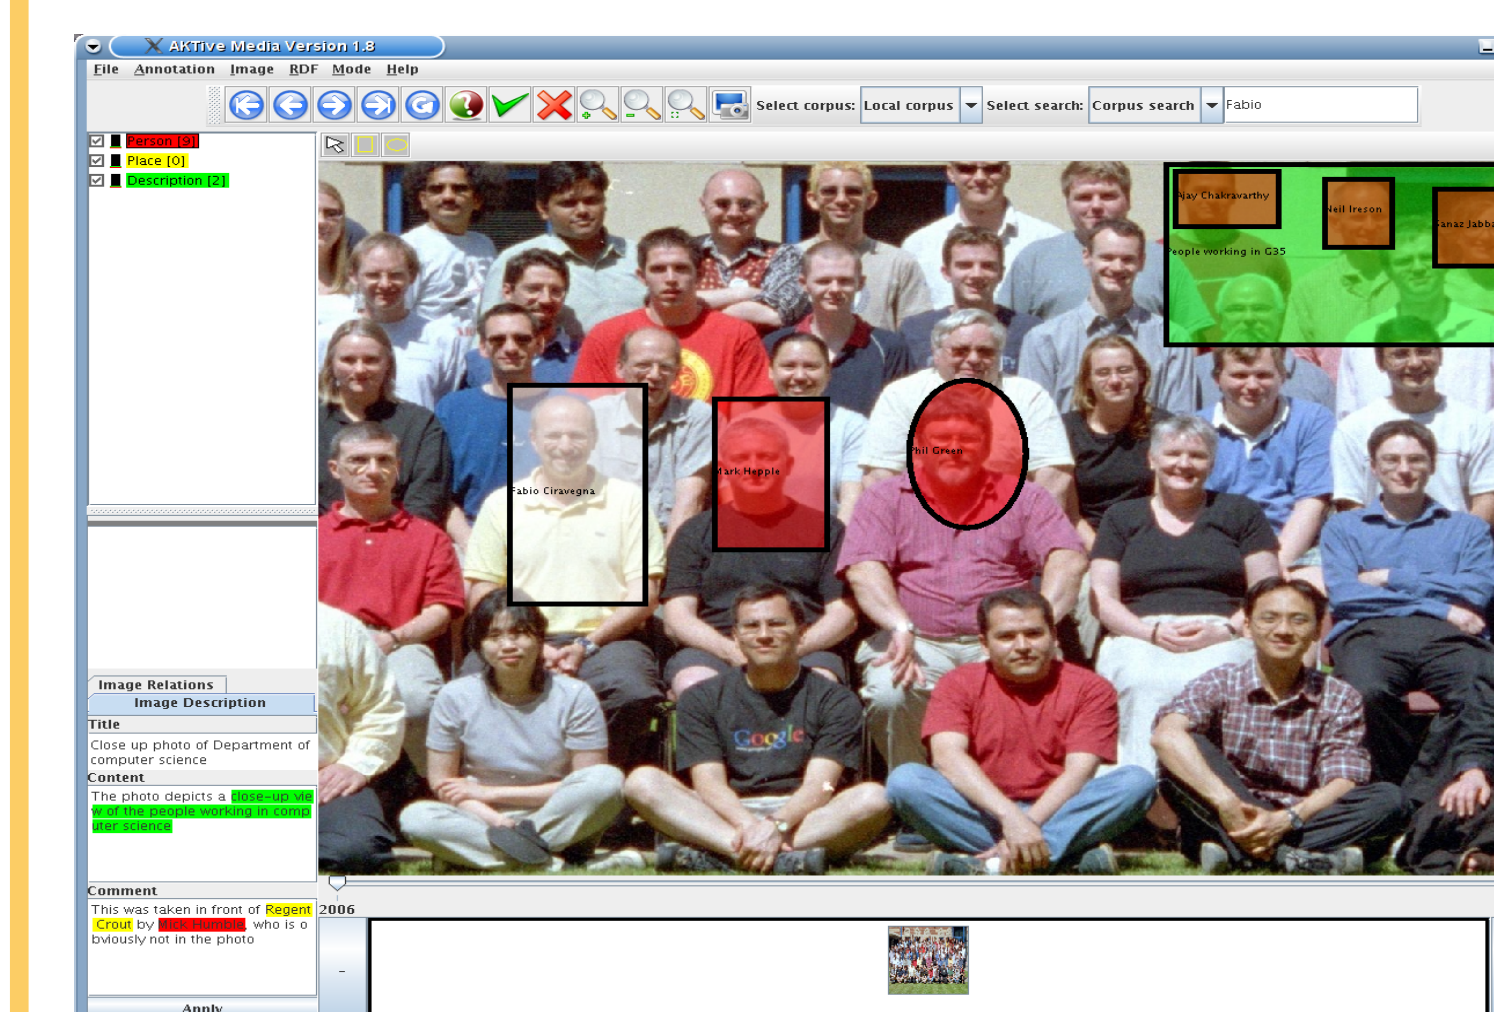 AKTive Media Version 1.8
File Annotation Image RDF Mode Help
Select corpus: Local corpus Select search: Corpus search Fabio
Person [9]
Place [0]
Description [2]
Ajay Chakravarthy
Neil Ireson
Sanaz Jabba
People working in G35
Phil Green
Mark Hepple
Fabio Ciravegna
Google
Image Relations
Image Description
Title
Close up photo of Department of
computer science
Content
The photo depicts a close-up vie
w of the people working in comp
uter science
Comment
This was taken in front of Regent
Crout by Mick Humble, who is o
bviously not in the photo
Apply
2006